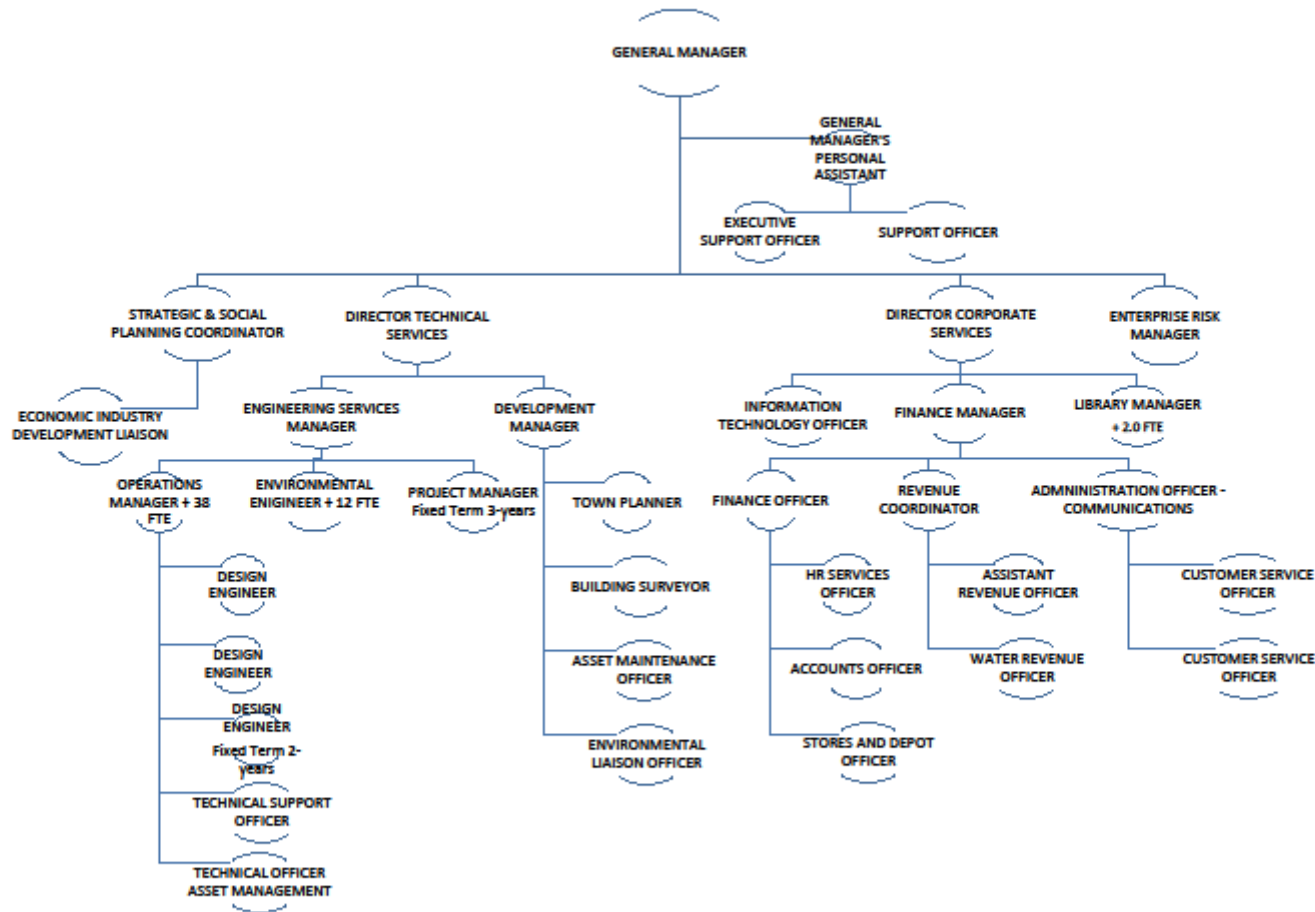 GENERAL MANAGER
GENERAL
MANAGER'S
PERSONAL
ASSISTANT
EXECUTIVE
SUPPORT OFFICER
SUPPORT OFFICER
STRATEGIC & SOCIAL
PLANNING COORDINATOR
DIRECTOR TECHNICAL
SERVICES
DIRECTOR CORPORATE
SERVICES
ENTERPRISE RISK
MANAGER
ECONOMIC INDUSTRY
DEVELOPMENT LIAISON
ENGINEERING SERVICES
MANAGER
DEVELOPMENT
MANAGER
INFORMATION
TECHNOLOGY OFFICER
FINANCE MANAGER
LIBRARY MANAGER
+ 2.0 FTE
OPERATIONS
MANAGER + 38
FTE
ENVIRONMENTAL
ENIGINEER + 12 FTE
PROJECT MANAGER
Fixed Term 3-years
TOWN PLANNER
FINANCE OFFICER
REVENUE
COORDINATOR
ADMNINISTRATION OFFICER -
COMMUNICATIONS
DESIGN
ENGINEER
BUILDING SURVEYOR
HR SERVICES
OFFICER
ASSISTANT
REVENUE OFFICER
CUSTOMER SERVICE
OFFICER
DESIGN
ENGINEER
ASSET MAINTENANCE
OFFICER
ACCOUNTS OFFICER
WATER REVENUE
OFFICER
CUSTOMER SERVICE
OFFICER
DESIGN
ENGINEER
Fixed Term 2-
years
ENVIRONMENTAL
LIAISON OFFICER
STORES AND DEPOT
OFFICER
TECHNICAL SUPPORT
OFFICER
TECHNICAL OFFICER
ASSET MANAGEMENT